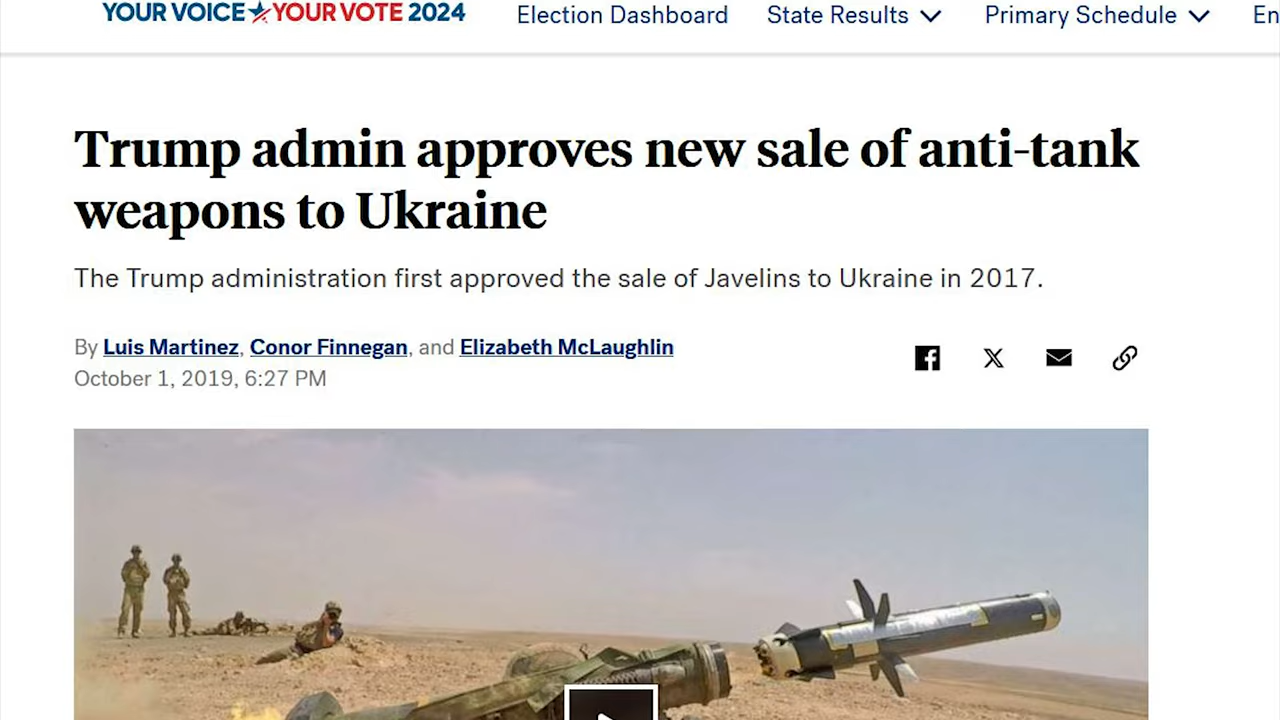 YOUR VOICE YOUR VOTE 2024 Election Dashboard State Results Primary Schedule En
Trump admin approves new sale of anti-tank
weapons to Ukraine
The Trump administration first approved the sale of Javelins to Ukraine in 2017.
By Luis Martinez, Conor Finnegan, and Elizabeth McLaughlin
October 1, 2019, 6:27 PM